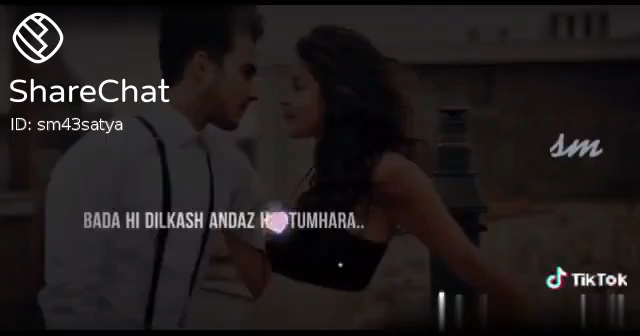 ShareChat
ID: sm43satya
sm
BADA HI DILKASH ANDAZ TUMHARA..
TikTok